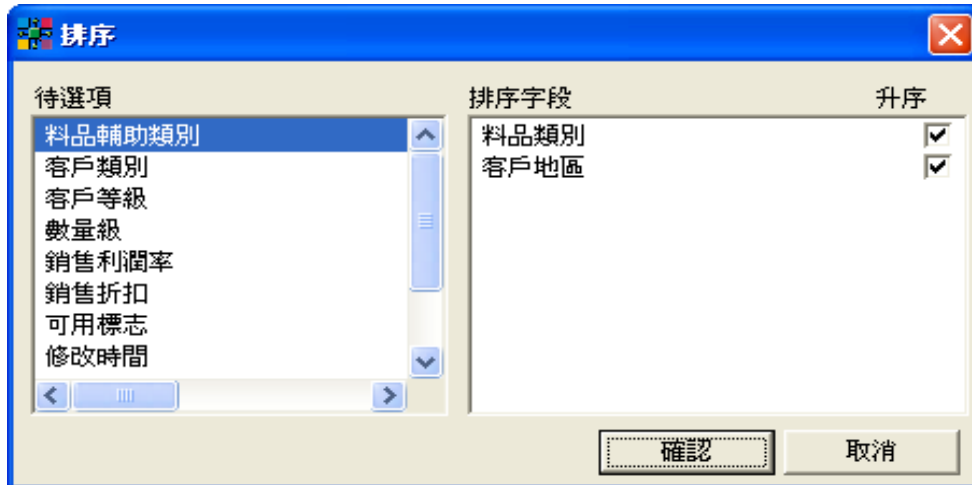 排序
待選項
料品輔助類別
客戶類別
客戶等級
數量級
銷售利潤率
銷售折扣
可用標志
修改時間
排序字段 升序
料品類別
客戶地區
確認 取消